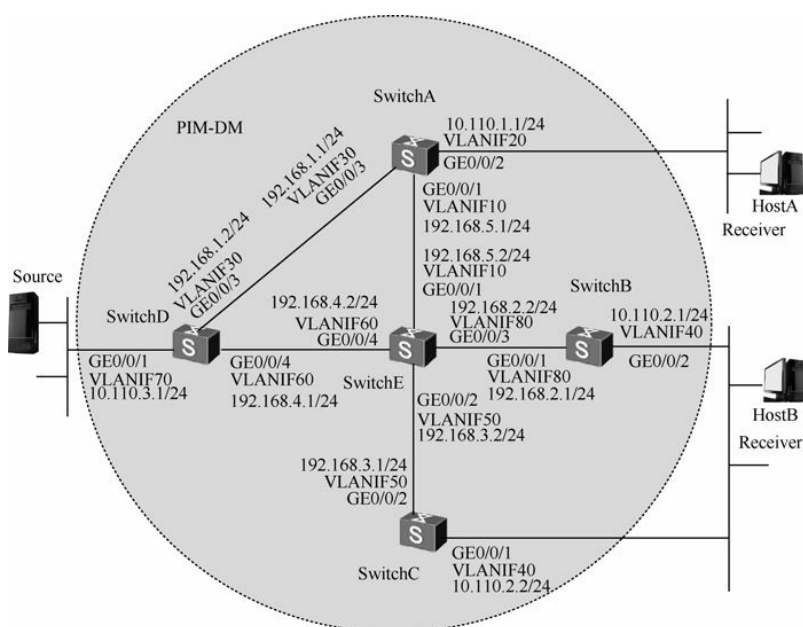 SwitchA
PIM-DM
10.110.1.1/24
VLANIF20
GE0/0/2
192.168.1.1/24
VLANIF30
GE0/0/3
GE0/0/1
VLANIF10
192.168.5.1/24
HostA
Receiver
192.168.1.2/24
VLANIF30
GE0/0/3
192.168.5.2/24
VLANIF10
GE0/0/1
Source
SwitchD
192.168.4.2/24
VLANIF60
GE0/0/4
192.168.2.2/24
VLANIF80
GE0/0/3
SwitchB
10.110.2.1/24
VLANIF40
GE0/0/2
GE0/0/1
VLANIF70
10.110.3.1/24
GE0/0/4
VLANIF60
192.168.4.1/24
SwitchE
GE0/0/1
VLANIF80
192.168.2.1/24
GE0/0/2
VLANIF50
192.168.3.2/24
HostB
Receiver
192.168.3.1/24
VLANIF50
GE0/0/2
SwitchC
GE0/0/1
VLANIF40
10.110.2.2/24
S
S
S
S
S